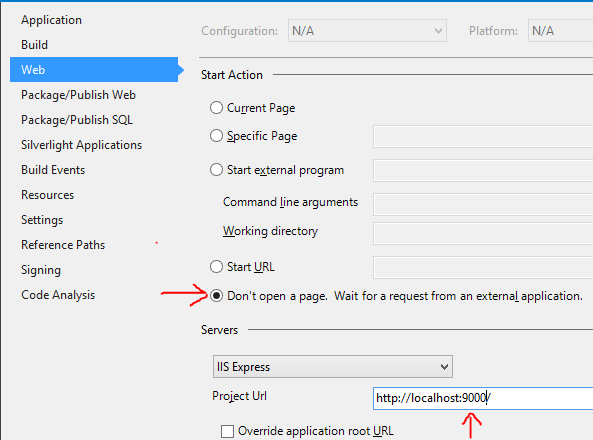 Application
Build
Web
Package/Publish Web
Package/Publish SQL
Silverlight Applications
Build Events
Resources
Settings
Reference Paths
Signing
Code Analysis
Configuration: N/A Platform: N/A
Start Action
Current Page
Specific Page
Start external program
Command line arguments
Working directory
Start URL
Don't open a page.  Wait for a request from an external application.
Servers
IIS Express
Project Url http://localhost:9000/
Override application root URL